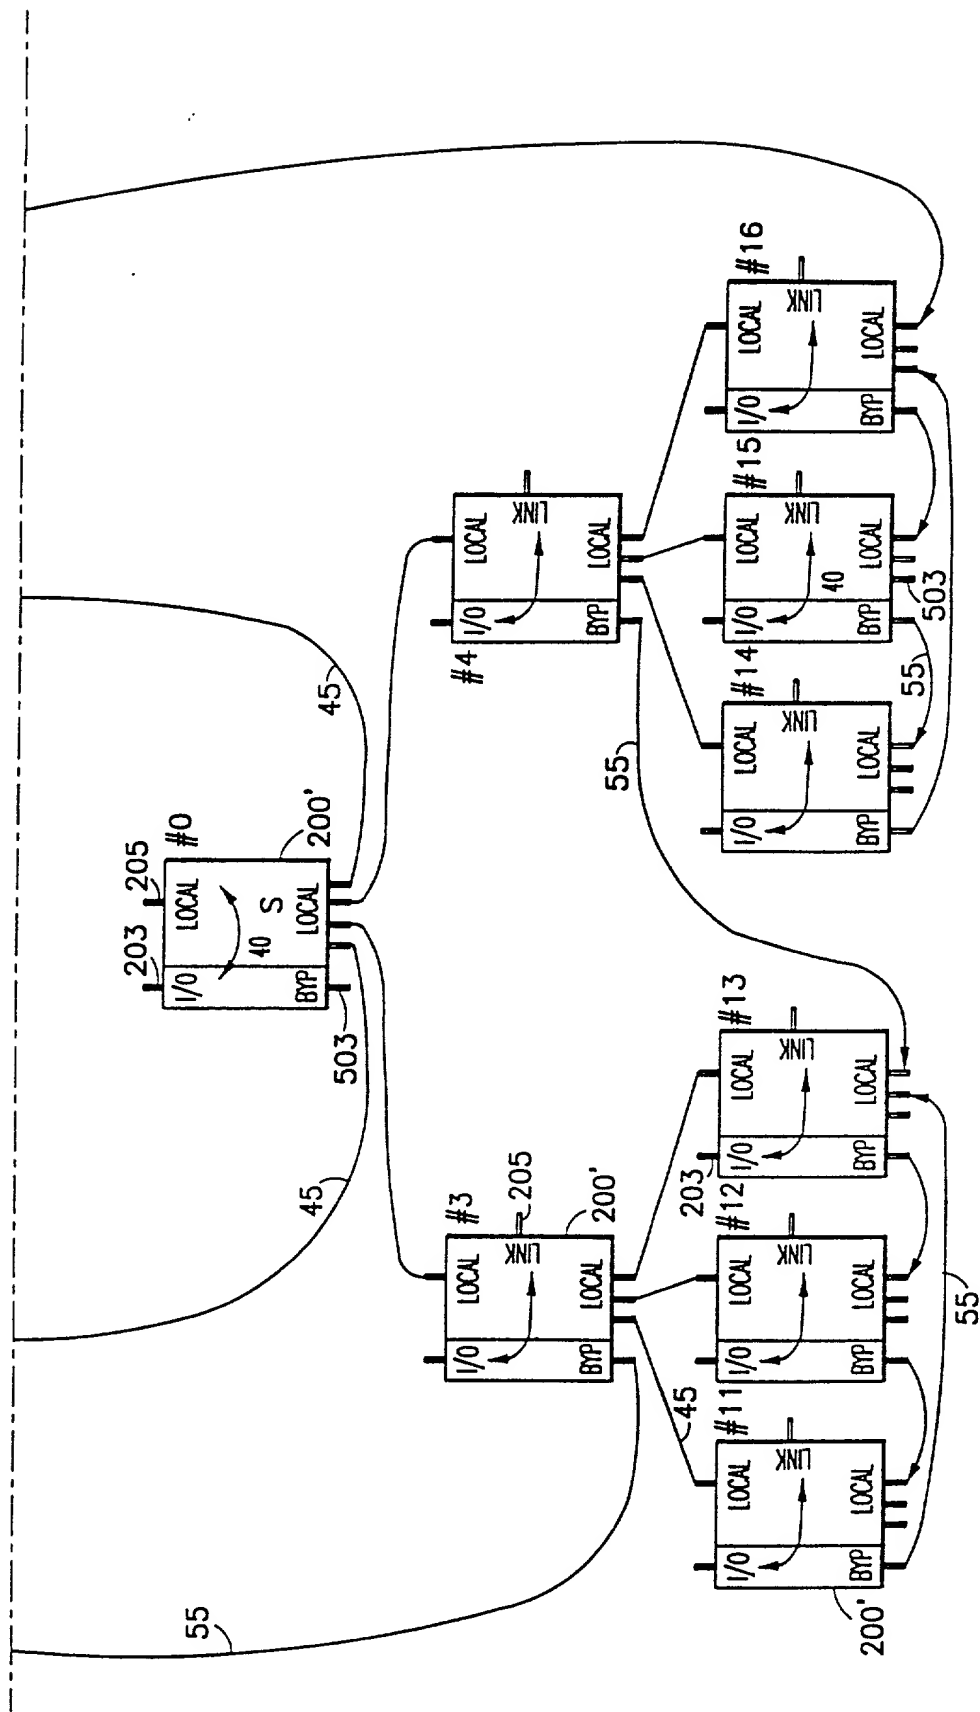 #0
203
205
I/O
LOCAL
40
S
BYP
LOCAL
503
200'
45
45
#3
205
I/O
LOCAL
LINK
BYP
LOCAL
200'
#4
I/O
LOCAL
LINK
BYP
LOCAL
55
45
55
#11
I/O
LOCAL
LINK
BYP
LOCAL
200'
#12
I/O
LOCAL
LINK
BYP
LOCAL
#13
203
I/O
LOCAL
LINK
BYP
LOCAL
55
#14
I/O
LOCAL
LINK
BYP
LOCAL
#15
I/O
LOCAL
LINK
40
BYP
LOCAL
55
503
#16
I/O
LOCAL
LINK
BYP
LOCAL